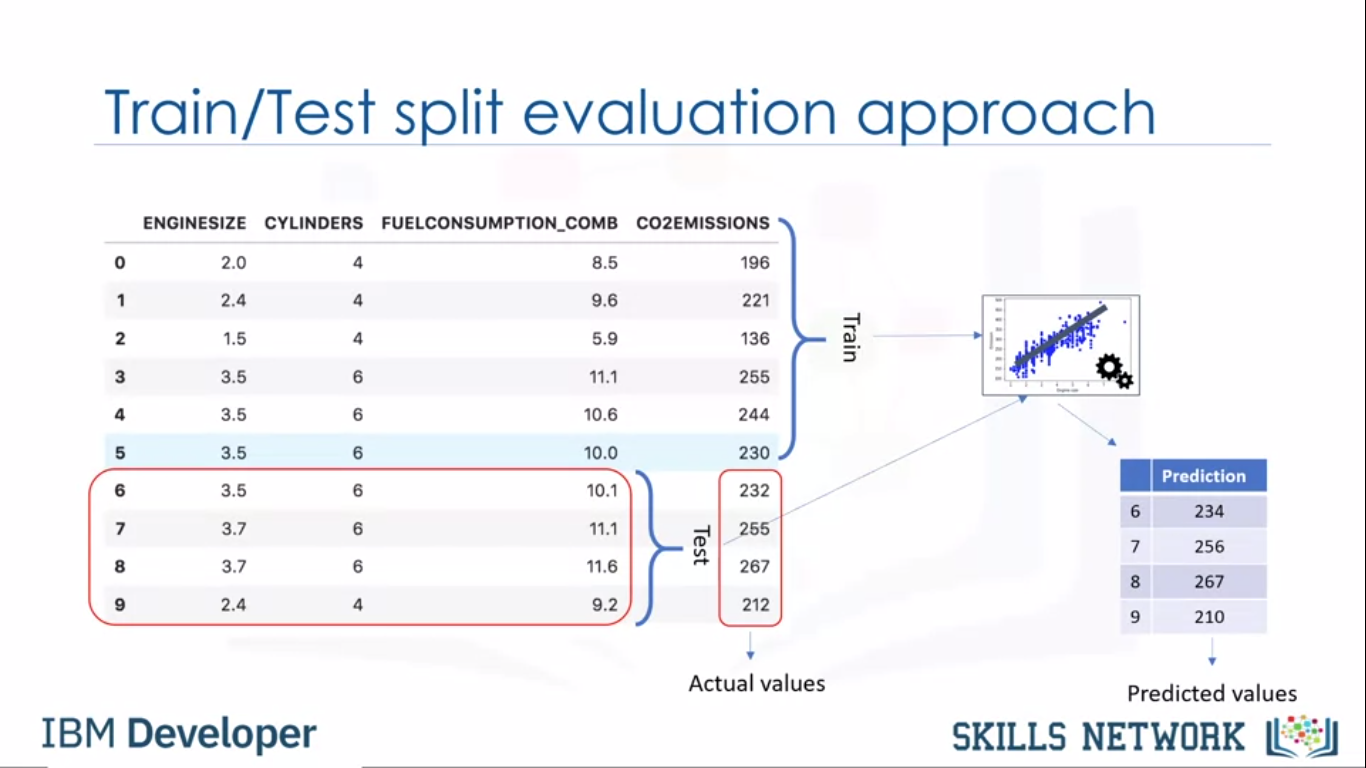 Train/Test split evaluation approach
ENGINESIZE CYLINDERS FUELCONSUMPTION_COMB CO2EMISSIONS
0 2.0 4 8.5 196
1 2.4 4 9.6 221
2 1.5 4 5.9 136
3 3.5 6 11.1 255
4 3.5 6 10.6 244
5 3.5 6 10.0 230
6 3.5 6 10.1 232
7 3.7 6 11.1 255
8 3.7 6 11.6 267
9 2.4 4 9.2 212
Train
Test
Actual values
Prediction
6 234
7 256
8 267
9 210
Predicted values
IBM Developer
SKILLS NETWORK